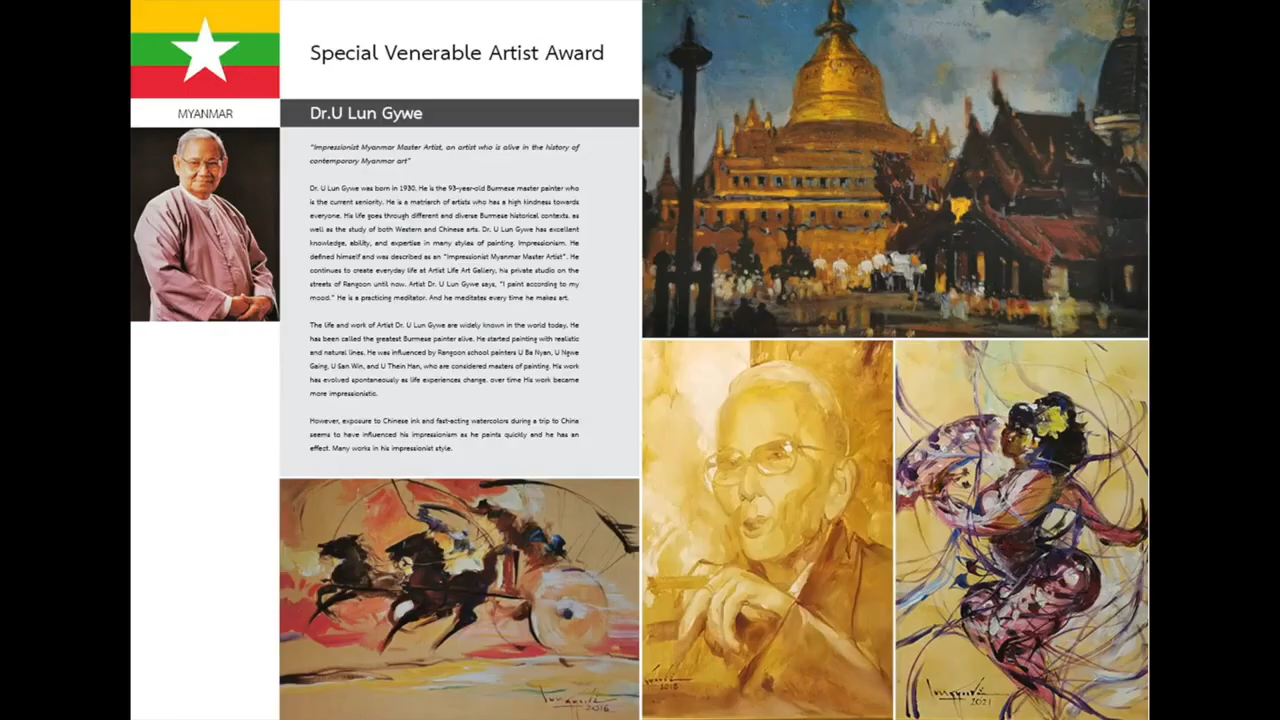 Special Venerable Artist Award
MYANMAR
Dr.U Lun Gywe
"Impressionist Myanmar Master Artist, an artist who is alive in the history of
contemporary Myanmar art"
Dr. U Lun Gywe was born in 1930. He is the 93-year-old Burmese master painter who
is the current seniority. He is a matriarch of artists who has a high kindness towards
everyone. His life goes through different and diverse Burmese historical contexts, as
well as the study of both Western and Chinese arts. Dr. U Lun Gywe has excellent
knowledge, ability, and expertise in many styles of painting. Impressionism. He
defined himself and was described as an "Impressionist Myanmar Master Artist". He
continues to create everyday life at Artist Life Art Gallery, his private studio on the
streets of Rangoon until now. Artist Dr. U Lun Gywe says, "I paint according to my
mood." He is a practicing meditator. And he meditates every time he makes art.
The life and work of Artist Dr. U Lun Gywe are widely known in the world today. He
has been called the greatest Burmese painter alive. He started painting with realistic
and natural lines. He was influenced by Rangoon school painters U Ba Nyan, U Ngwe
Gaing, U San Win, and U Thein Han, who are considered masters of painting. His work
has evolved spontaneously as life experiences change. over time His work became
more impressionistic.
However, exposure to Chinese ink and fast-acting watercolors during a trip to China
seems to have influenced his impressionism as he paints quickly and he has an
effect. Many works in his impressionist style.
2016
2018
2021